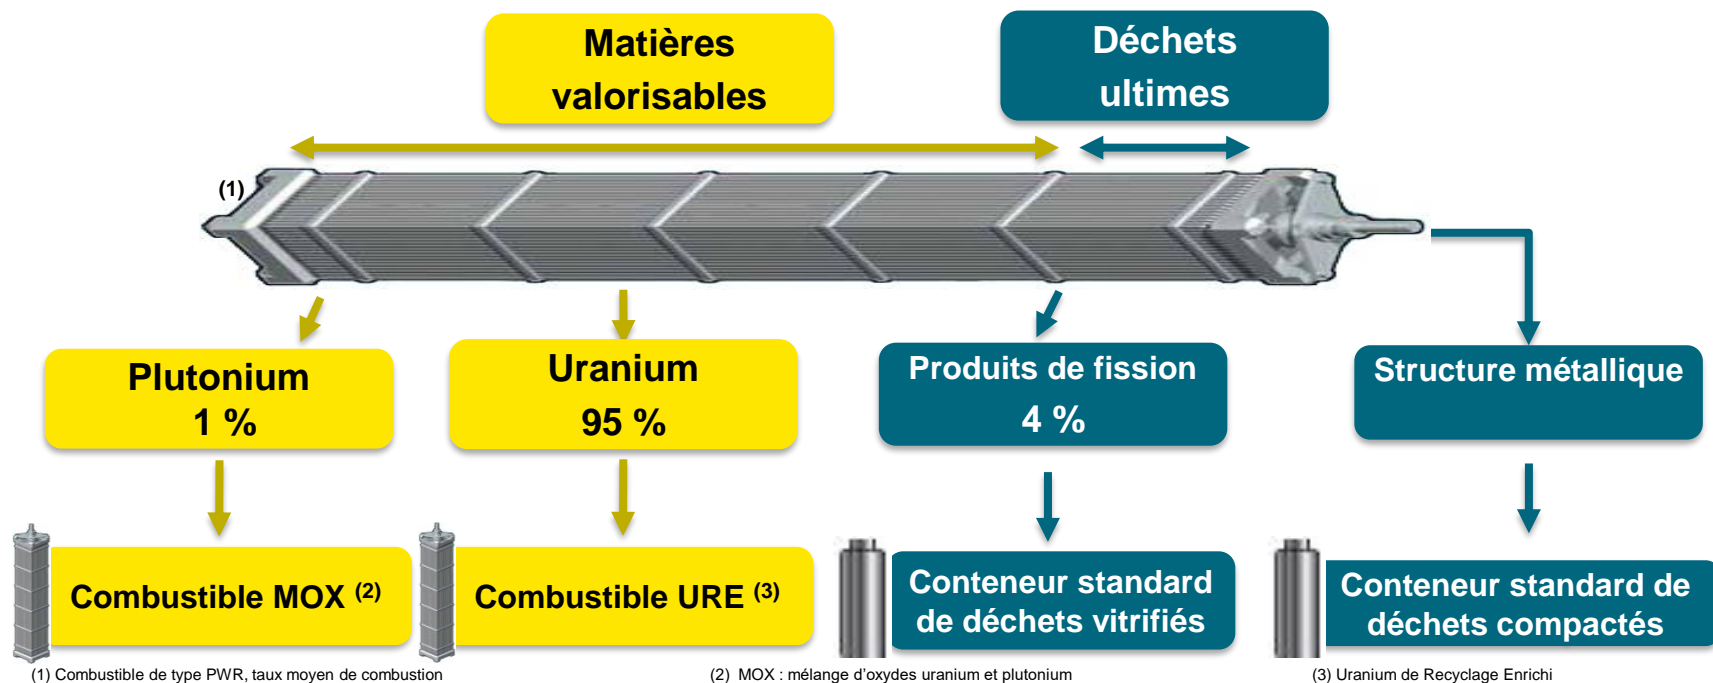 Matières
valorisables
Déchets
ultimes
(1)
Plutonium
1 %
Uranium
95 %
Produits de fission
4 %
Structure métallique
Combustible MOX (2)
Combustible URE (3)
Conteneur standard
de déchets vitrifiés
Conteneur standard de
déchets compactés
(1) Combustible de type PWR, taux moyen de combustion
(2) MOX : mélange d'oxydes uranium et plutonium
(3) Uranium de Recyclage Enrichi